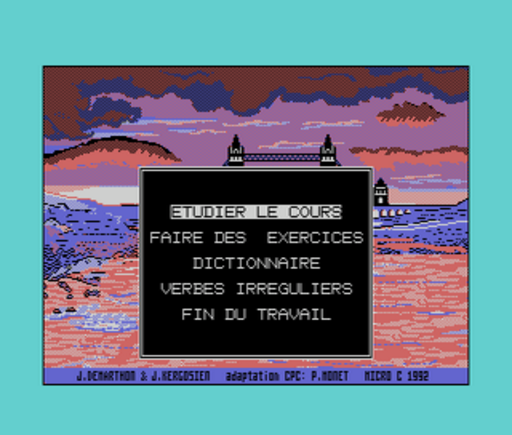 ETUDIER LE COURS
FAIRE DES EXERCICES
DICTIONNAIRE
VERBES IRREGULIERS
FIN DU TRAVAIL
J.DEMARTHON & J.KERGOSIEN adaptation CPC: P.MONET MICRO C 1992